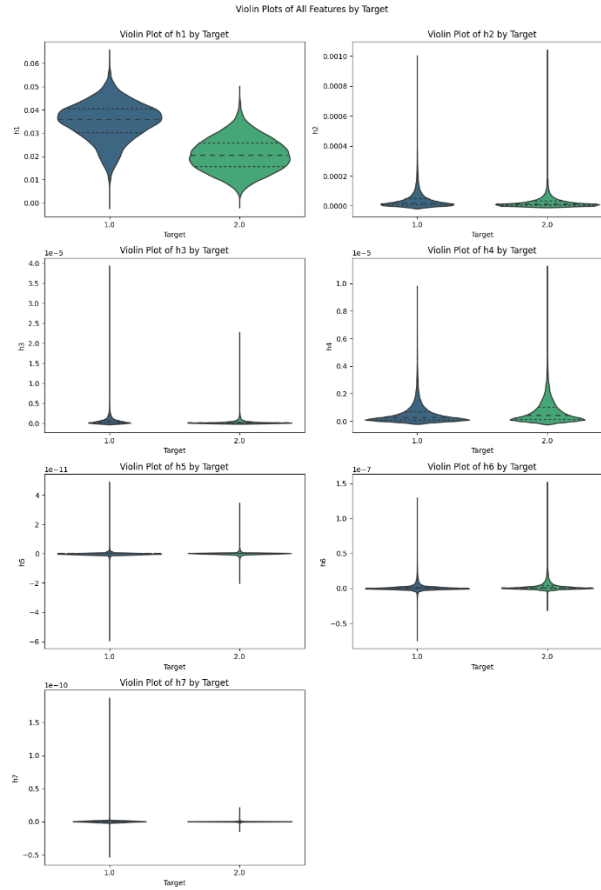 Violin Plots of All Features by Target
Violin Plot of h1 by Target
Violin Plot of h2 by Target
0.06
0.05
0.04
0.03
0.02
0.01
0.00
h1
1.0
2.0
Target
0.0010
0.0008
0.0006
0.0004
0.0002
0.0000
h2
1.0
2.0
Target
1e−5
Violin Plot of h3 by Target
4.0
3.5
3.0
2.5
2.0
1.5
1.0
0.5
0.0
h3
1.0
2.0
Target
1e−5
Violin Plot of h4 by Target
1.0
0.8
0.6
0.4
0.2
0.0
h4
1.0
2.0
Target
1e−11
Violin Plot of h5 by Target
4
2
0
−2
−4
−6
h5
1.0
2.0
Target
1e−7
Violin Plot of h6 by Target
1.5
1.0
0.5
0.0
−0.5
h6
1.0
2.0
Target
1e−10
Violin Plot of h7 by Target
1.5
1.0
0.5
0.0
−0.5
h7
1.0
2.0
Target